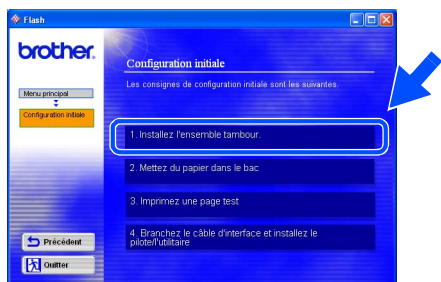 Flash
brother.
Configuration initiale
Les consignes de configuration initiale sont les suivantes.
Menu principal
Configuration initiale
1. Installez l'ensemble tambour.
2. Mettez du papier dans le bac
3. Imprimez une page test
4. Branchez le câble d'interface et installez le
pilote/l'utilitaire
Précédent
Quitter